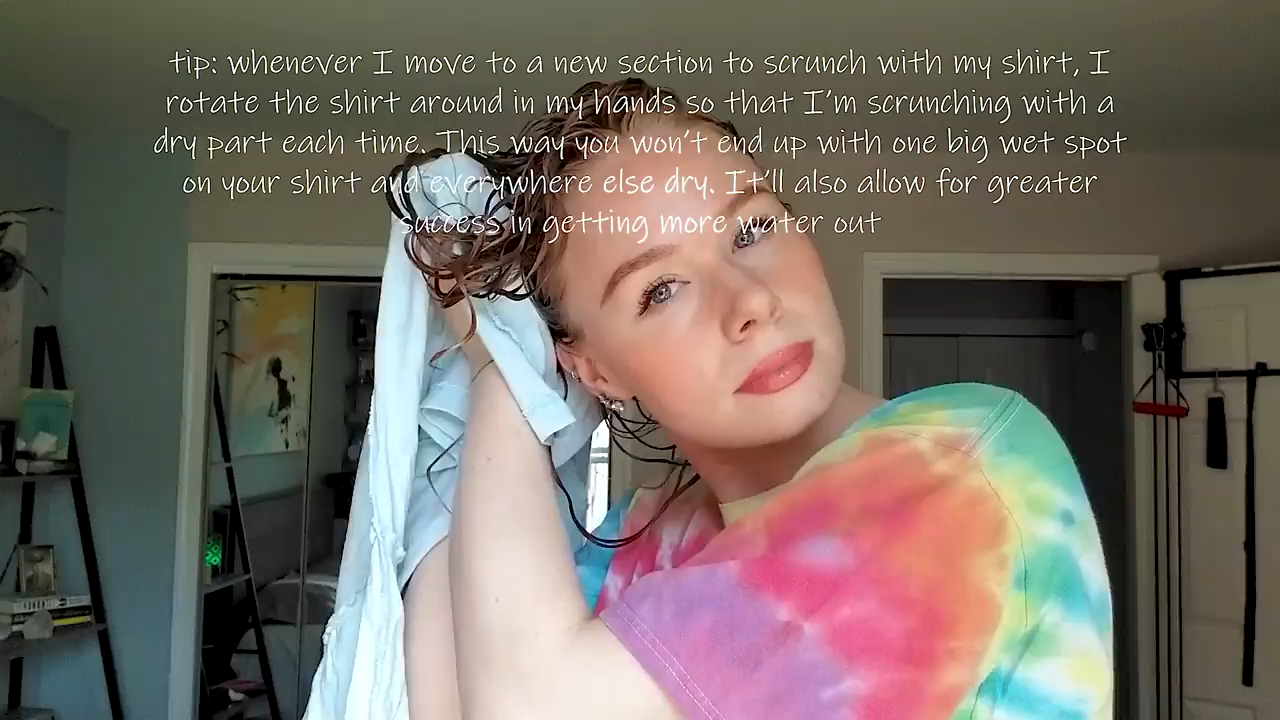 tip: whenever I move to a new section to scrunch with my shirt, I
rotate the shirt around in my hands so that I'm scrunching with a
dry part each time. This way you won't end up with one big wet spot
on your shirt and everywhere else dry. It'll also allow for greater
success in getting more water out